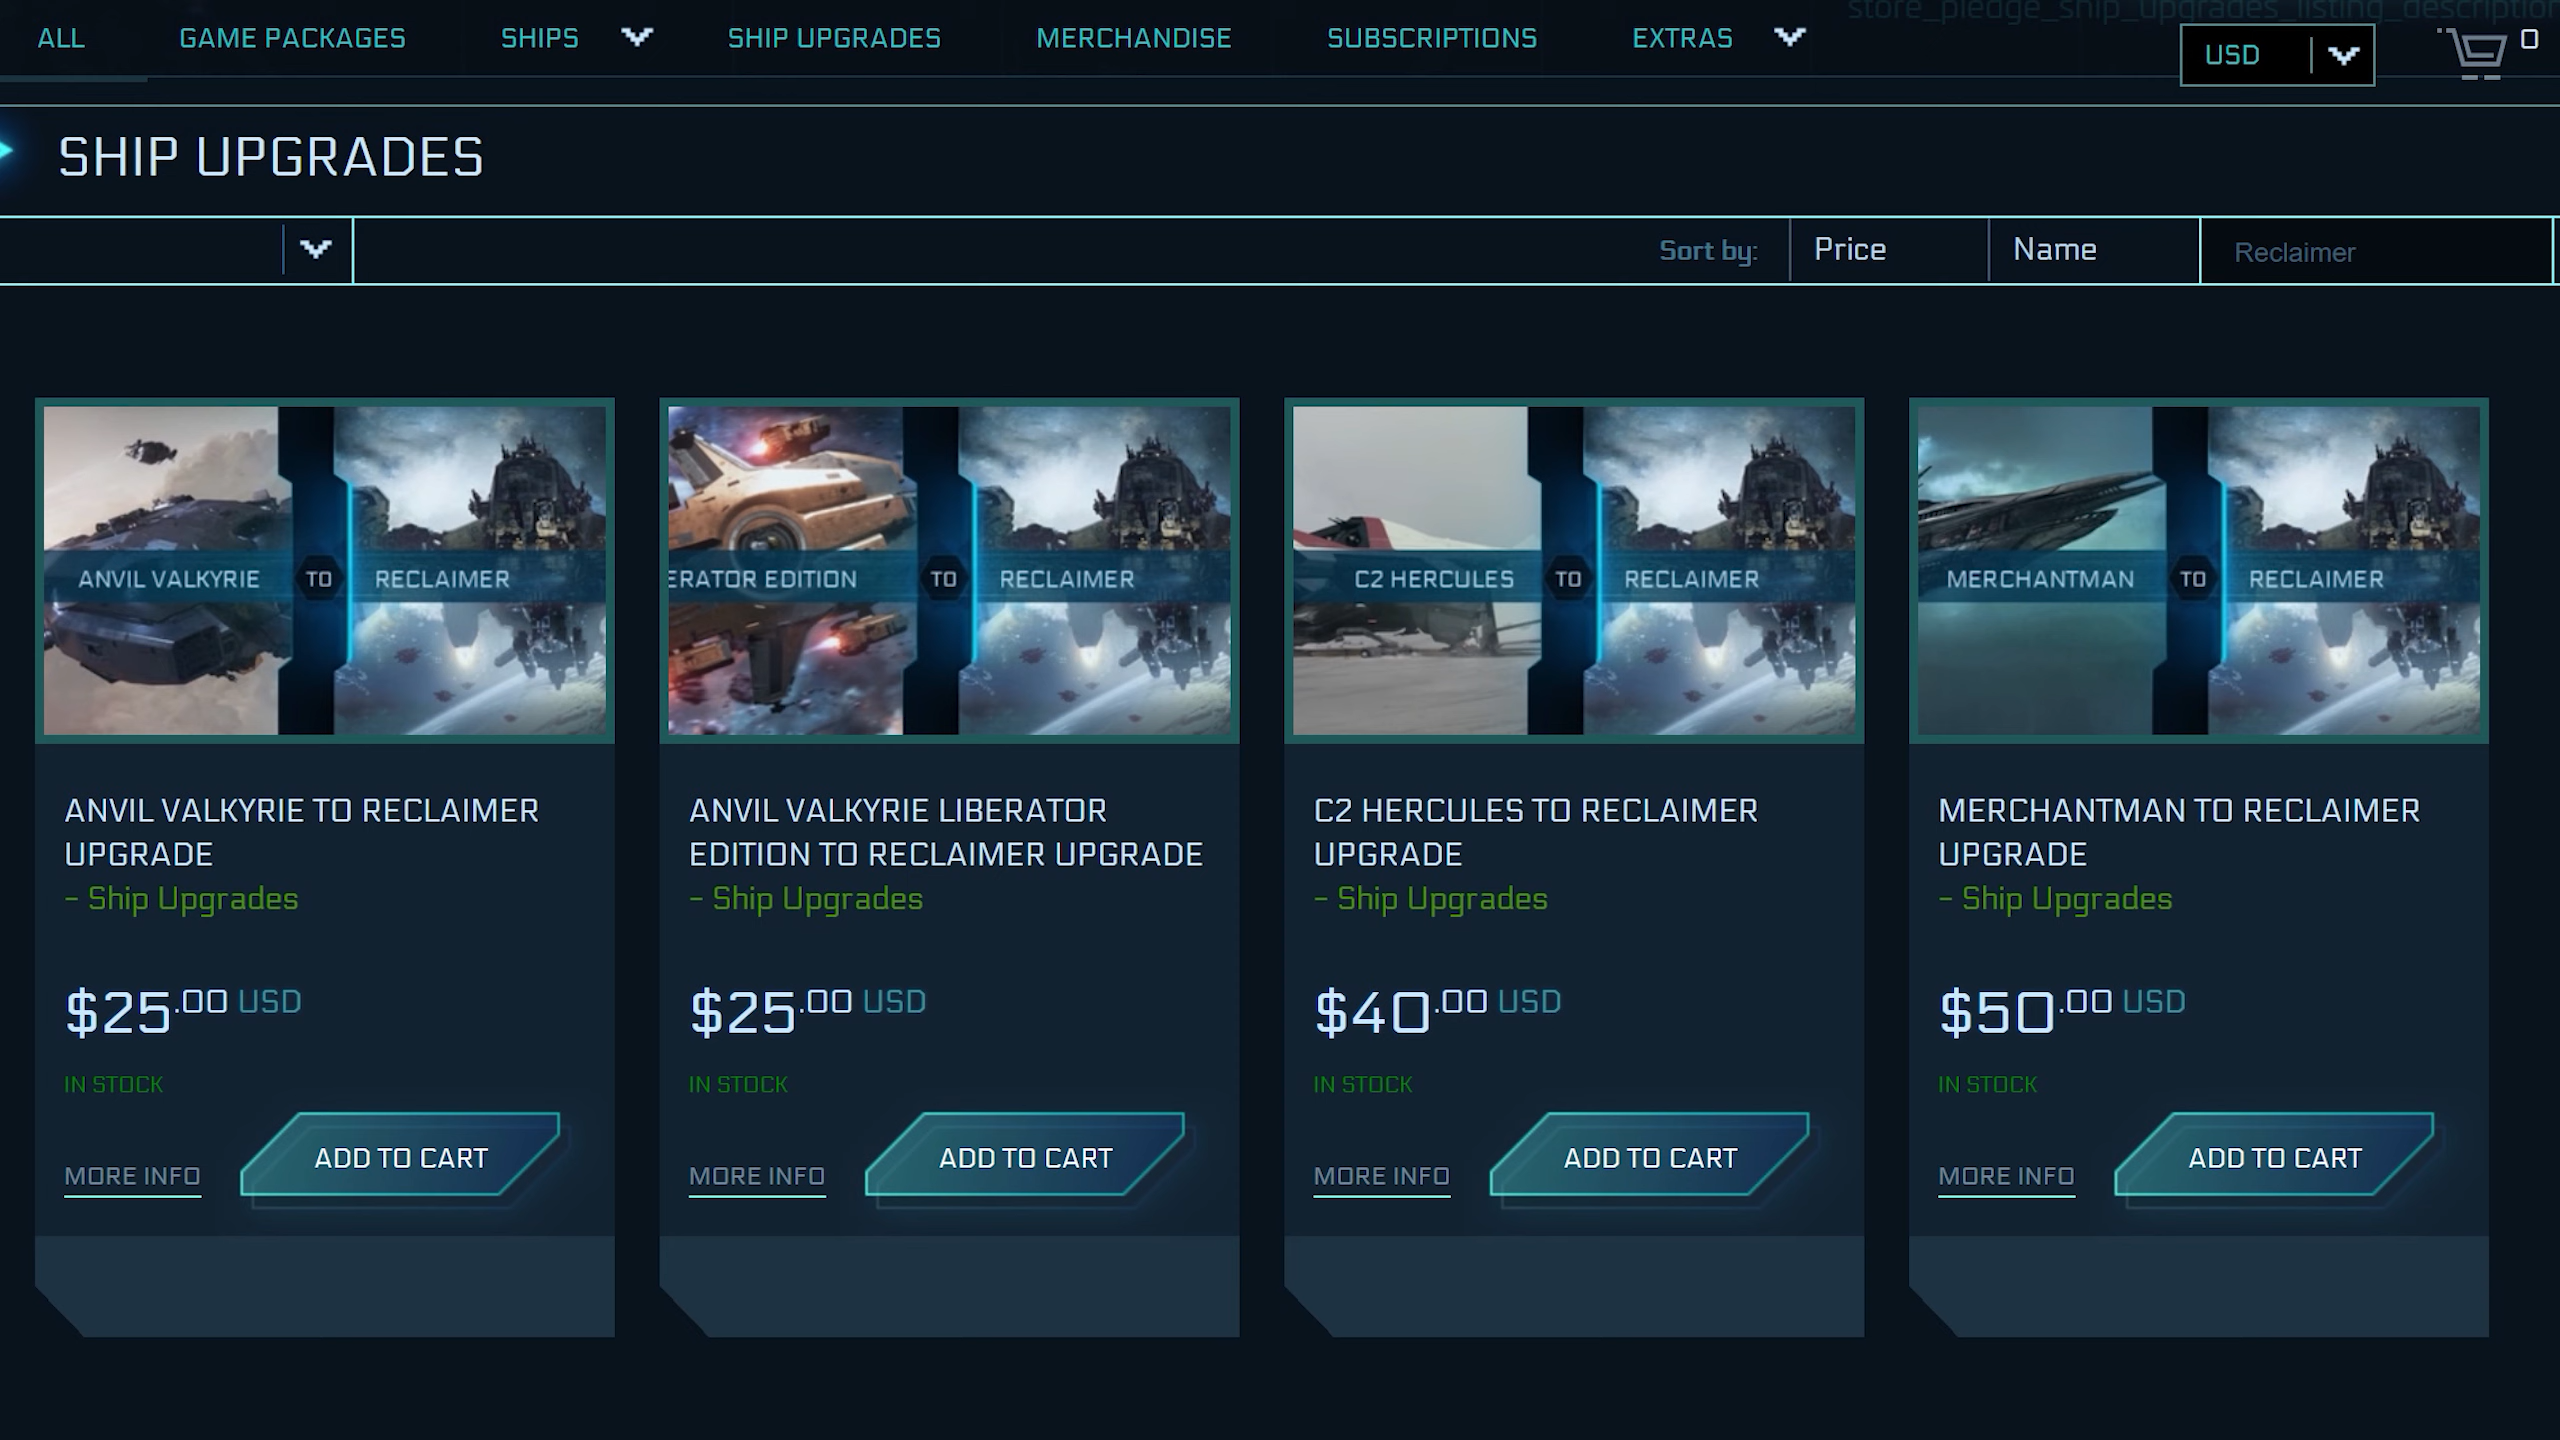 store_pledge_ship_upgrades_listing_description
ALL GAME PACKAGES SHIPS SHIP UPGRADES MERCHANDISE SUBSCRIPTIONS EXTRAS USD 0
SHIP UPGRADES
Sort by: Price Name Reclaimer
ANVIL VALKYRIE TO RECLAIMER
ERATOR EDITION TO RECLAIMER
C2 HERCULES TO RECLAIMER
MERCHANTMAN TO RECLAIMER
ANVIL VALKYRIE TO RECLAIMER
UPGRADE
- Ship Upgrades
$25.00 USD
IN STOCK
MORE INFO ADD TO CART
ANVIL VALKYRIE LIBERATOR
EDITION TO RECLAIMER UPGRADE
- Ship Upgrades
$25.00 USD
IN STOCK
MORE INFO ADD TO CART
C2 HERCULES TO RECLAIMER
UPGRADE
- Ship Upgrades
$40.00 USD
IN STOCK
MORE INFO ADD TO CART
MERCHANTMAN TO RECLAIMER
UPGRADE
- Ship Upgrades
$50.00 USD
IN STOCK
MORE INFO ADD TO CART